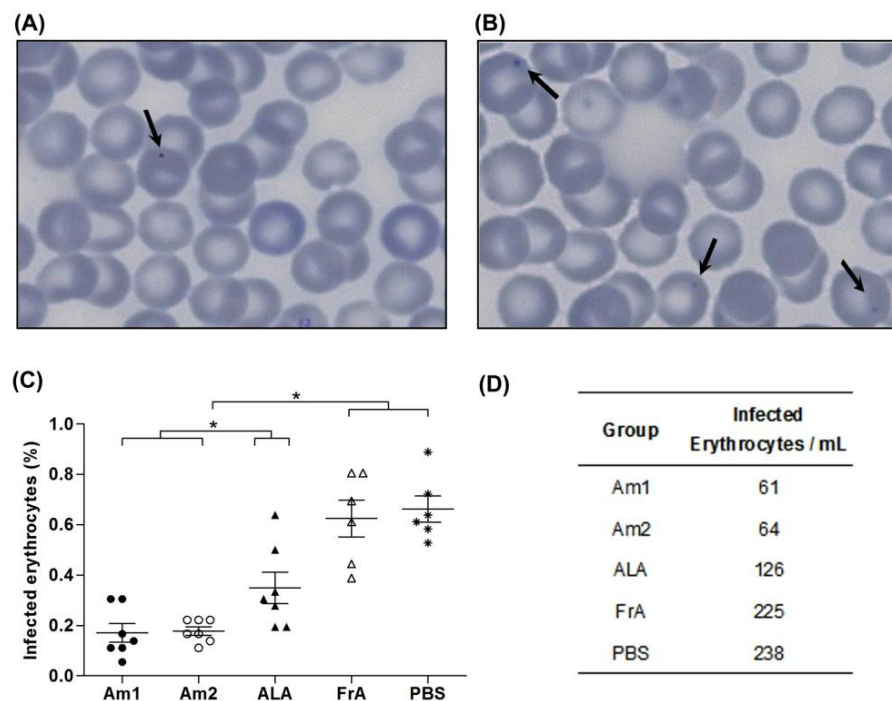 (A)
(B)
(C)
Infected erythrocytes (%)
1.0
0.8
0.6
0.4
0.2
0.0
*
*
Am1 Am2 ALA FrA PBS
(D)
Group Infected Erythrocytes / mL
Am1 61
Am2 64
ALA 126
FrA 225
PBS 238